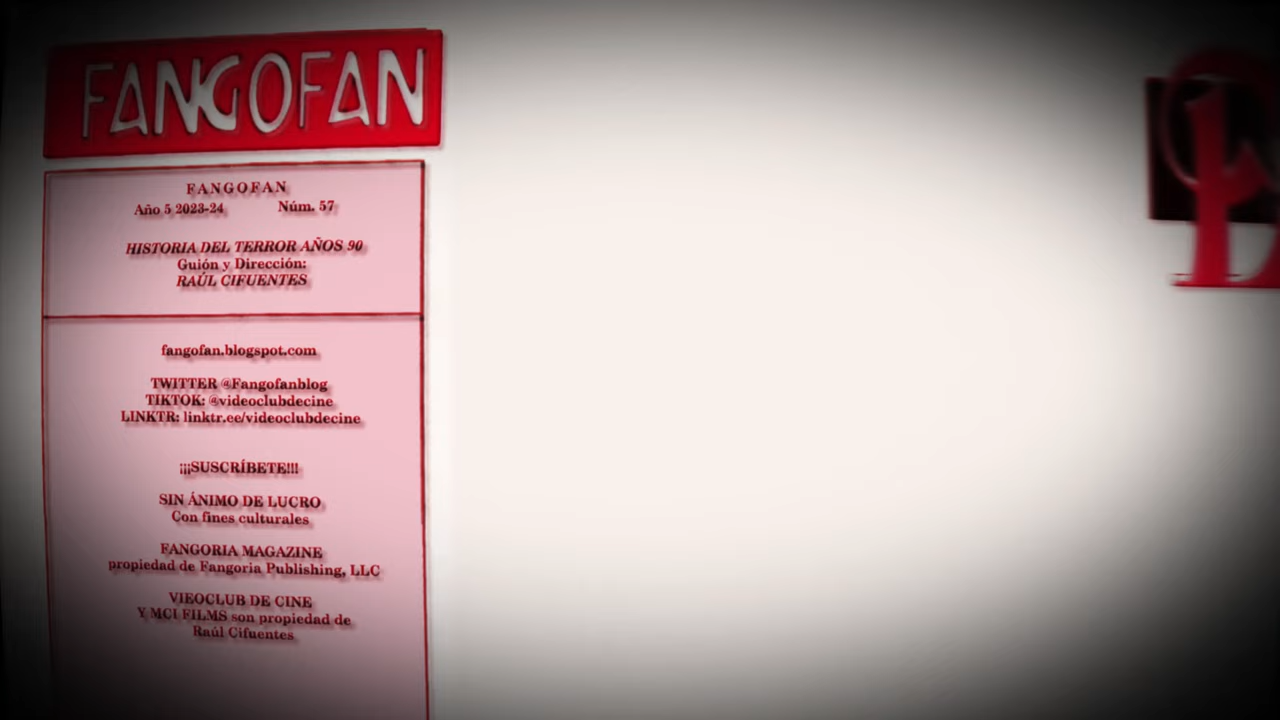 FANGOFAN
FANGOFAN
Año 5 2023-24 Núm. 57
HISTORIA DEL TERROR AÑOS 90
Guión y Dirección:
RAÚL CIFUENTES
fangofan.blogspot.com
TWITTER @Fangofanblog
TIKTOK: @videoclubdecine
LINKTR: linktr.ee/videoclubdecine
¡¡¡SUSCRÍBETE!!!
SIN ÁNIMO DE LUCRO
Con fines culturales
FANGORIA MAGAZINE
propiedad de Fangoria Publishing, LLC
VIEOCLUB DE CINE
Y MCI FILMS son propiedad de
Raúl Cifuentes